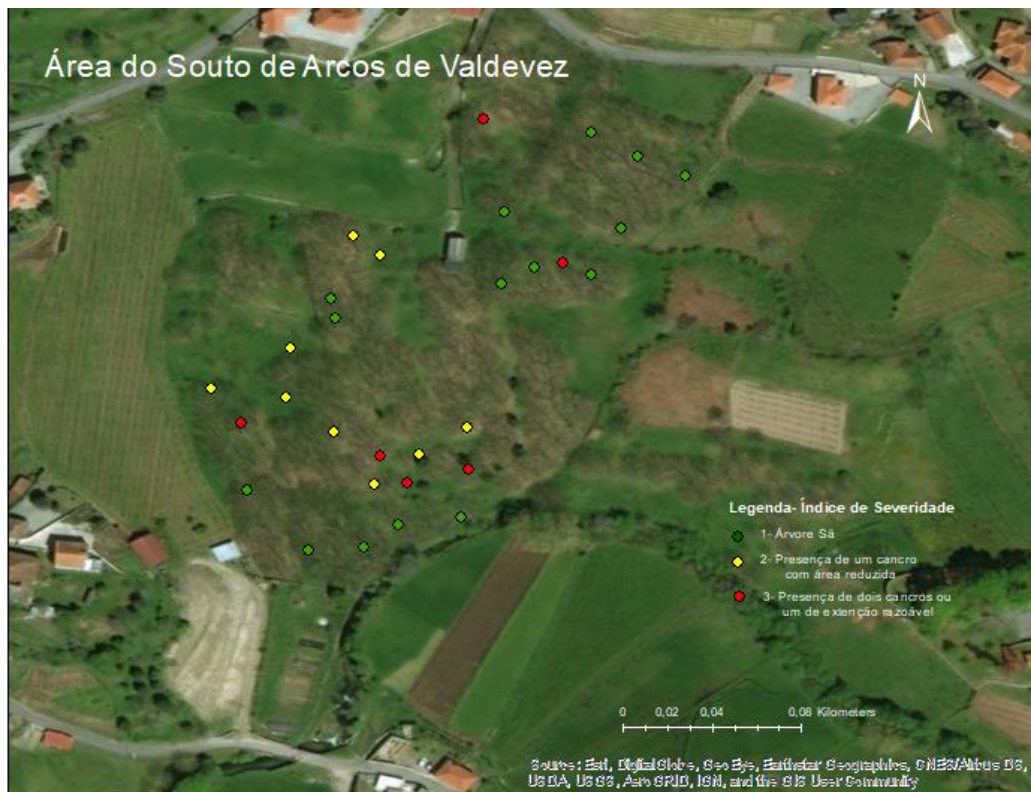 Área do Souto de Arcos de Valdevez
N
Legenda- Índice de Severidade
1- Árvore Sã
2- Presença de um cancro
com área reduzida
3- Presença de dois cancros ou
um de extenção razoável
0 0,02 0,04 0,08 Kilometers
Source: Esri, DigitalGlobe, GeoEye, Earthstar Geographics, CNES/Airbus DS,
USDA, USGS, AeroGRID, IGN, and the GIS User Community